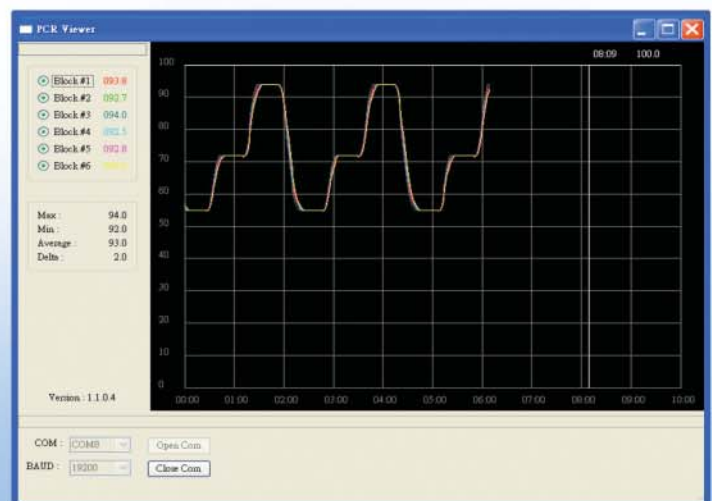 PCR Viewer
08:09 100.0
Block #1 093.8
Block #2 092.7
Block #3 094.0
Block #4 092.5
Block #5 092.8
Block #6
Max : 94.0
Min : 92.0
Average : 93.0
Delta : 2.0
Version : 1.1.0.4
100
90
80
70
60
50
40
30
20
10
0
00:00 01:00 02:00 03:00 04:00 05:00 06:00 07:00 08:00 09:00 10:00
COM : COM8 Open Com
BAUD : 19200 Close Com